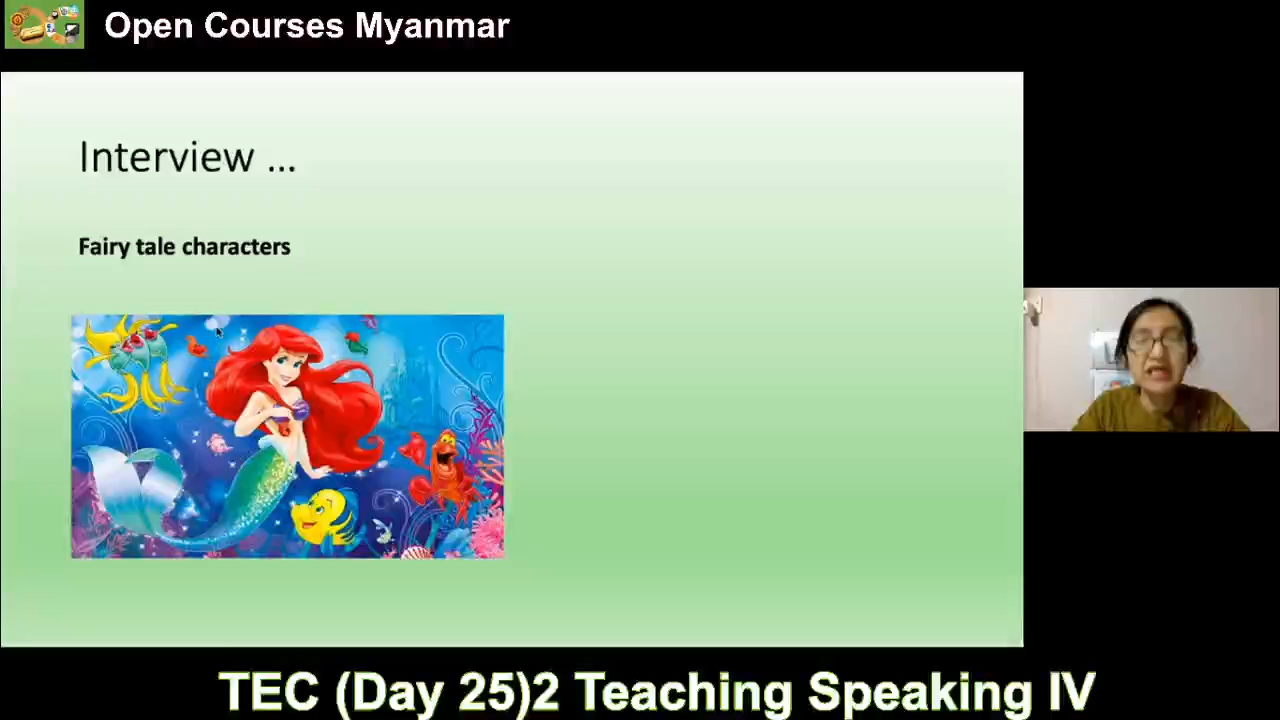 Open Courses Myanmar
Interview ...
Fairy tale characters
TEC (Day 25)2 Teaching Speaking IV